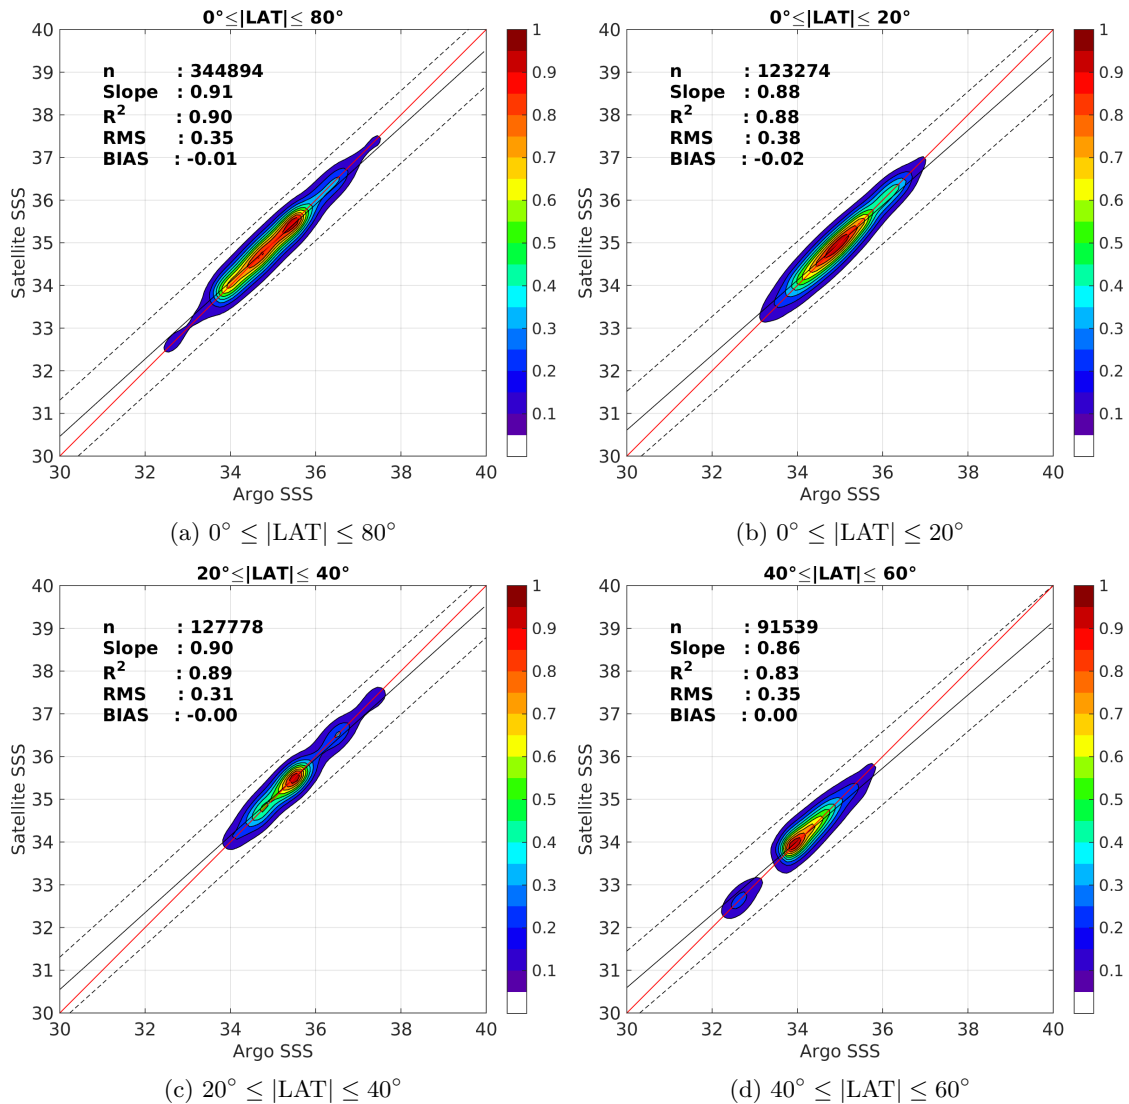 0°≤|LAT|≤ 80°
n : 344894
Slope : 0.91
R2 : 0.90
RMS : 0.35
BIAS : -0.01
Satellite SSS
40
39
38
37
36
35
34
33
32
31
30
30 32 34 36 38 40
Argo SSS
1
0.9
0.8
0.7
0.6
0.5
0.4
0.3
0.2
0.1
(a) 0° ≤ |LAT| ≤ 80°
0°≤|LAT|≤ 20°
n : 123274
Slope : 0.88
R2 : 0.88
RMS : 0.38
BIAS : -0.02
Satellite SSS
40
39
38
37
36
35
34
33
32
31
30
30 32 34 36 38 40
Argo SSS
1
0.9
0.8
0.7
0.6
0.5
0.4
0.3
0.2
0.1
(b) 0° ≤ |LAT| ≤ 20°
20°≤|LAT|≤ 40°
n : 127778
Slope : 0.90
R2 : 0.89
RMS : 0.31
BIAS : -0.00
Satellite SSS
40
39
38
37
36
35
34
33
32
31
30
30 32 34 36 38 40
Argo SSS
1
0.9
0.8
0.7
0.6
0.5
0.4
0.3
0.2
0.1
(c) 20° ≤ |LAT| ≤ 40°
40°≤|LAT|≤ 60°
n : 91539
Slope : 0.86
R2 : 0.83
RMS : 0.35
BIAS : 0.00
Satellite SSS
40
39
38
37
36
35
34
33
32
31
30
30 32 34 36 38 40
Argo SSS
1
0.9
0.8
0.7
0.6
0.5
0.4
0.3
0.2
0.1
(d) 40° ≤ |LAT| ≤ 60°